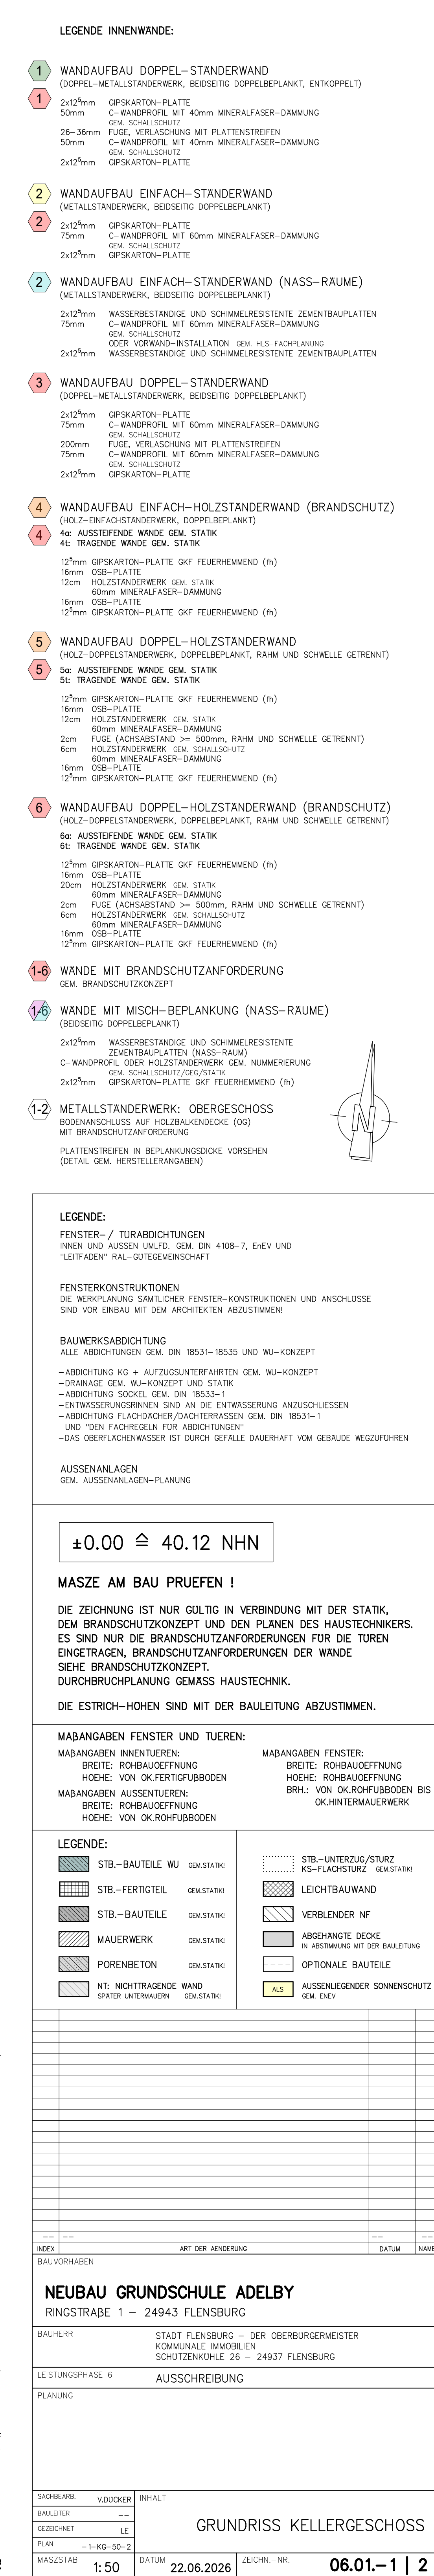 LEGENDE INNENWÄNDE:
1 WANDAUFBAU DOPPEL-STÄNDERWAND
(DOPPEL-METALLSTÄNDERWERK, BEIDSEITIG DOPPELBEPLANKT, ENTKOPPELT)
1
2x12⁵mm GIPSKARTON-PLATTE
50mm C-WANDPROFIL MIT 40mm MINERALFASER-DÄMMUNG
GEM. SCHALLSCHUTZ
26-36mm FUGE, VERLASCHUNG MIT PLATTENSTREIFEN
50mm C-WANDPROFIL MIT 40mm MINERALFASER-DÄMMUNG
GEM. SCHALLSCHUTZ
2x12⁵mm GIPSKARTON-PLATTE
2 WANDAUFBAU EINFACH-STÄNDERWAND
(METALLSTÄNDERWERK, BEIDSEITIG DOPPELBEPLANKT)
2
2x12⁵mm GIPSKARTON-PLATTE
75mm C-WANDPROFIL MIT 60mm MINERALFASER-DÄMMUNG
GEM. SCHALLSCHUTZ
2x12⁵mm GIPSKARTON-PLATTE
2 WANDAUFBAU EINFACH-STÄNDERWAND (NASS-RÄUME)
(METALLSTÄNDERWERK, BEIDSEITIG DOPPELBEPLANKT)
2x12⁵mm WASSERBESTÄNDIGE UND SCHIMMELRESISTENTE ZEMENTBAUPLATTEN
75mm C-WANDPROFIL MIT 60mm MINERALFASER-DÄMMUNG
GEM. SCHALLSCHUTZ
ODER VORWAND-INSTALLATION GEM. HLS-FACHPLANUNG
2x12⁵mm WASSERBESTÄNDIGE UND SCHIMMELRESISTENTE ZEMENTBAUPLATTEN
3 WANDAUFBAU DOPPEL-STÄNDERWAND
(DOPPEL-METALLSTÄNDERWERK, BEIDSEITIG DOPPELBEPLANKT)
2x12⁵mm GIPSKARTON-PLATTE
75mm C-WANDPROFIL MIT 60mm MINERALFASER-DÄMMUNG
GEM. SCHALLSCHUTZ
200mm FUGE, VERLASCHUNG MIT PLATTENSTREIFEN
75mm C-WANDPROFIL MIT 60mm MINERALFASER-DÄMMUNG
GEM. SCHALLSCHUTZ
2x12⁵mm GIPSKARTON-PLATTE
4 WANDAUFBAU EINFACH-HOLZSTÄNDERWAND (BRANDSCHUTZ)
(HOLZ-EINFACHSTÄNDERWERK, DOPPELBEPLANKT)
4 4a: AUSSTEIFENDE WÄNDE GEM. STATIK
4t: TRAGENDE WÄNDE GEM. STATIK
12⁵mm GIPSKARTON-PLATTE GKF FEUERHEMMEND (fh)
16mm OSB-PLATTE
12cm HOLZSTÄNDERWERK GEM. STATIK
60mm MINERALFASER-DÄMMUNG
16mm OSB-PLATTE
12⁵mm GIPSKARTON-PLATTE GKF FEUERHEMMEND (fh)
5 WANDAUFBAU DOPPEL-HOLZSTÄNDERWAND
(HOLZ-DOPPELSTÄNDERWERK, DOPPELBEPLANKT, RÄHM UND SCHWELLE GETRENNT)
5 5a: AUSSTEIFENDE WÄNDE GEM. STATIK
5t: TRAGENDE WÄNDE GEM. STATIK
12⁵mm GIPSKARTON-PLATTE GKF FEUERHEMMEND (fh)
16mm OSB-PLATTE
12cm HOLZSTÄNDERWERK GEM. STATIK
60mm MINERALFASER-DÄMMUNG
2cm FUGE (ACHSABSTAND >= 500mm, RÄHM UND SCHWELLE GETRENNT)
6cm HOLZSTÄNDERWERK GEM. SCHALLSCHUTZ
60mm MINERALFASER-DÄMMUNG
16mm OSB-PLATTE
12⁵mm GIPSKARTON-PLATTE GKF FEUERHEMMEND (fh)
6 WANDAUFBAU DOPPEL-HOLZSTÄNDERWAND (BRANDSCHUTZ)
(HOLZ-DOPPELSTÄNDERWERK, DOPPELBEPLANKT, RÄHM UND SCHWELLE GETRENNT)
6a: AUSSTEIFENDE WÄNDE GEM. STATIK
6t: TRAGENDE WÄNDE GEM. STATIK
12⁵mm GIPSKARTON-PLATTE GKF FEUERHEMMEND (fh)
16mm OSB-PLATTE
20cm HOLZSTÄNDERWERK GEM. STATIK
60mm MINERALFASER-DÄMMUNG
2cm FUGE (ACHSABSTAND >= 500mm, RÄHM UND SCHWELLE GETRENNT)
6cm HOLZSTÄNDERWERK GEM. SCHALLSCHUTZ
60mm MINERALFASER-DÄMMUNG
16mm OSB-PLATTE
12⁵mm GIPSKARTON-PLATTE GKF FEUERHEMMEND (fh)
1-6 WÄNDE MIT BRANDSCHUTZANFORDERUNG
GEM. BRANDSCHUTZKONZEPT
1-6 WÄNDE MIT MISCH-BEPLANKUNG (NASS-RÄUME)
(BEIDSEITIG DOPPELBEPLANKT)
2x12⁵mm WASSERBESTÄNDIGE UND SCHIMMELRESISTENTE
ZEMENTBAUPLATTEN (NASS-RAUM)
C-WANDPROFIL ODER HOLZSTÄNDERWERK GEM. NUMMERIERUNG
GEM. SCHALLSCHUTZ/GEG/STATIK
2x12⁵mm GIPSKARTON-PLATTE GKF FEUERHEMMEND (fh)
N
1-2 METALLSTÄNDERWERK: OBERGESCHOSS
BODENANSCHLUSS AUF HOLZBALKENDECKE (OG)
MIT BRANDSCHUTZANFORDERUNG
PLATTENSTREIFEN IN BEPLANKUNGSDICKE VORSEHEN
(DETAIL GEM. HERSTELLERANGABEN)
LEGENDE:
FENSTER-/ TÜRABDICHTUNGEN
INNEN UND AUSSEN UMLFD. GEM. DIN 4108-7, EnEV UND
"LEITFADEN" RAL-GÜTEGEMEINSCHAFT
FENSTERKONSTRUKTIONEN
DIE WERKPLANUNG SÄMTLICHER FENSTER-KONSTRUKTIONEN UND ANSCHLÜSSE
SIND VOR EINBAU MIT DEM ARCHITEKTEN ABZUSTIMMEN!
BAUWERKSABDICHTUNG
ALLE ABDICHTUNGEN GEM. DIN 18531-18535 UND WU-KONZEPT
-ABDICHTUNG KG + AUFZUGSUNTERFAHRTEN GEM. WU-KONZEPT
-DRAINAGE GEM. WU-KONZEPT UND STATIK
-ABDICHTUNG SOCKEL GEM. DIN 18533-1
-ENTWÄSSERUNGSRINNEN SIND AN DIE ENTWÄSSERUNG ANZUSCHLIESSEN
-ABDICHTUNG FLACHDÄCHER/DACHTERRASSEN GEM. DIN 18531-1
UND "DEN FACHREGELN FÜR ABDICHTUNGEN"
-DAS OBERFLÄCHENWASSER IST DURCH GEFÄLLE DAUERHAFT VOM GEBÄUDE WEGZUFÜHREN
AUSSENANLAGEN
GEM. AUSSENANLAGEN-PLANUNG
±0.00 ≙ 40.12 NHN
MASZE AM BAU PRUEFEN !
DIE ZEICHNUNG IST NUR GÜLTIG IN VERBINDUNG MIT DER STATIK,
DEM BRANDSCHUTZKONZEPT UND DEN PLÄNEN DES HAUSTECHNIKERS.
ES SIND NUR DIE BRANDSCHUTZANFORDERUNGEN FÜR DIE TÜREN
EINGETRAGEN, BRANDSCHUTZANFORDERUNGEN DER WÄNDE
SIEHE BRANDSCHUTZKONZEPT.
DURCHBRUCHPLANUNG GEMÄSS HAUSTECHNIK.
DIE ESTRICH-HÖHEN SIND MIT DER BAULEITUNG ABZUSTIMMEN.
MAßANGABEN FENSTER UND TUEREN:
MAßANGABEN INNENTUEREN:
BREITE: ROHBAUOEFFNUNG
HOEHE: VON OK.FERTIGFUßBODEN
MAßANGABEN AUSSENTUEREN:
BREITE: ROHBAUOEFFNUNG
HOEHE: VON OK.ROHFUßBODEN
MAßANGABEN FENSTER:
BREITE: ROHBAUOEFFNUNG
HOEHE: ROHBAUOEFFNUNG
BRH.: VON OK.ROHFUßBODEN BIS
OK.HINTERMAUERWERK
LEGENDE:
STB.-BAUTEILE WU GEM.STATIK!
STB.-FERTIGTEIL GEM.STATIK!
STB.-BAUTEILE GEM.STATIK!
MAUERWERK GEM.STATIK!
PORENBETON GEM.STATIK!
NT: NICHTTRAGENDE WAND
SPÄTER UNTERMAUERN GEM.STATIK!
STB.-UNTERZUG/STURZ
KS-FLACHSTURZ GEM.STATIK!
LEICHTBAUWAND
VERBLENDER NF
ABGEHÄNGTE DECKE
IN ABSTIMMUNG MIT DER BAULEITUNG
OPTIONALE BAUTEILE
ALS AUSSENLIEGENDER SONNENSCHUTZ
GEM. ENEV
-- -- -- --
INDEX ART DER AENDERUNG DATUM NAME
BAUVORHABEN
NEUBAU GRUNDSCHULE ADELBY
RINGSTRAßE 1 - 24943 FLENSBURG
BAUHERR STADT FLENSBURG - DER OBERBÜRGERMEISTER
KOMMUNALE IMMOBILIEN
SCHÜTZENKÜHLE 26 - 24937 FLENSBURG
LEISTUNGSPHASE 6 AUSSCHREIBUNG
PLANUNG
SACHBEARB. V.DÜCKER
BAULEITER --
GEZEICHNET LE
PLAN -1-KG-50-2
INHALT
GRUNDRISS KELLERGESCHOSS
MASZSTAB 1:50 DATUM 22.06.2026 ZEICHN.-NR. 06.01.-1 | 2